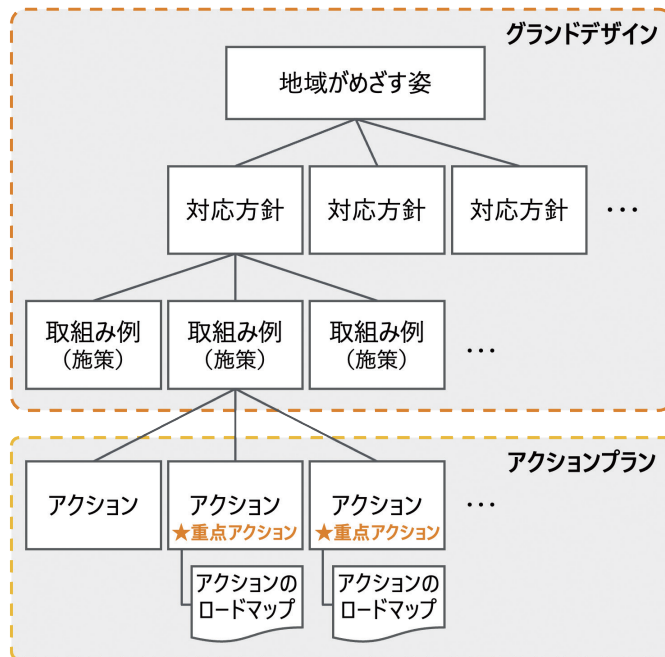 グランドデザイン
地域がめざす姿
対応方針
対応方針
対応方針
…
取組み例
（施策）
取組み例
（施策）
取組み例
（施策）
…
アクションプラン
アクション
アクション
★重点アクション
アクション
★重点アクション
…
アクションの
ロードマップ
アクションの
ロードマップ